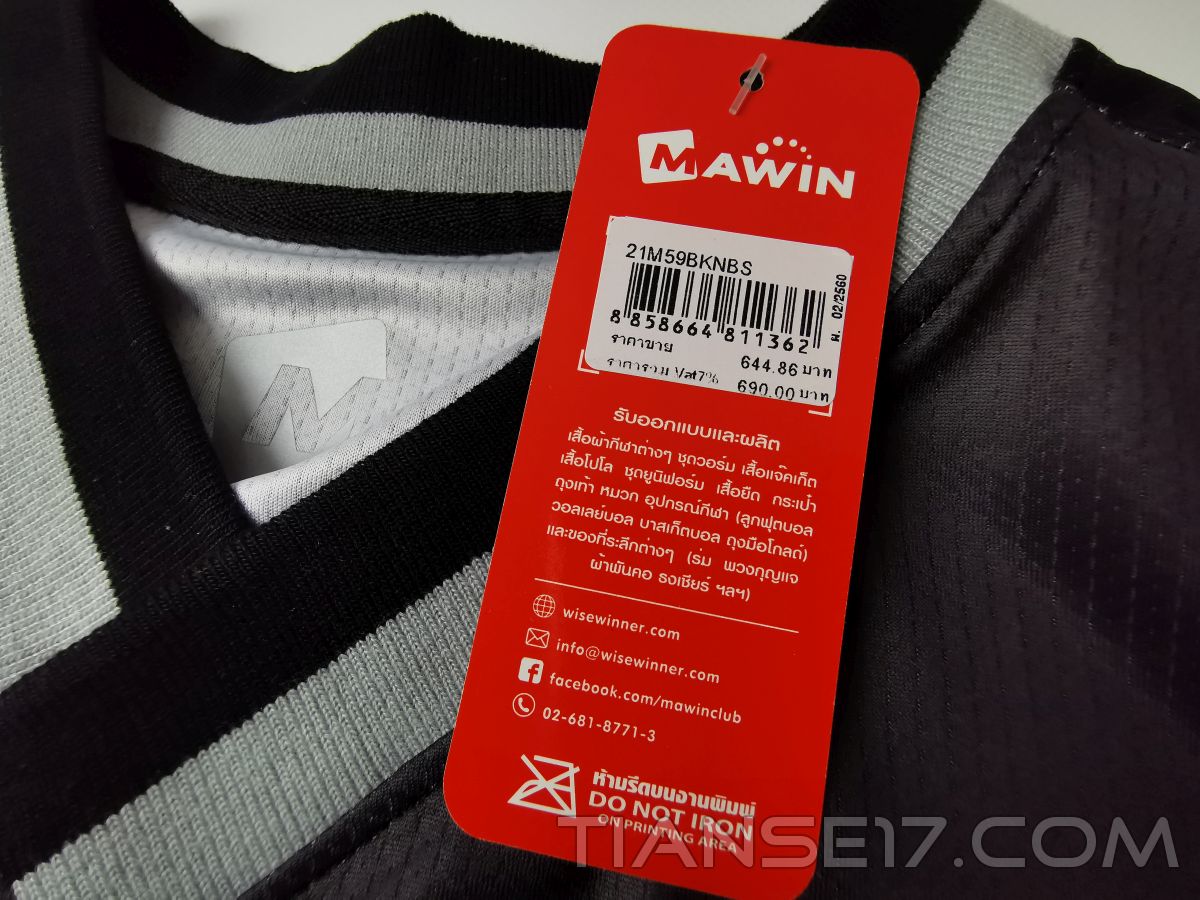 MAWIN
21M59BKNBS
ผ. 02/2560
8 858664 811362
ราคาขาย 644.86 บาท
ราคารวม Vat7% 690.00 บาท
รับออกแบบและผลิต
เสื้อผ้ากีฬาต่างๆ ชุดวอร์ม เสื้อแจ๊คเก็ต
เสื้อโปโล ชุดยูนิฟอร์ม เสื้อยืด กระเป๋า
ถุงเท้า หมวก อุปกรณ์กีฬา (ลูกฟุตบอล
วอลเลย์บอล บาสเก็ตบอล ถุงมือโกลด์)
และของที่ระลึกต่างๆ (ร่ม พวงกุญแจ
ผ้าพันคอ ธงเชียร์ ฯลฯ)
wisewinner.com
info@wisewinner.com
facebook.com/mawinclub
02-681-8771-3
ห้ามรีดบนงานพิมพ์
DO NOT IRON
ON PRINTING AREA
M
TIANSE17.COM